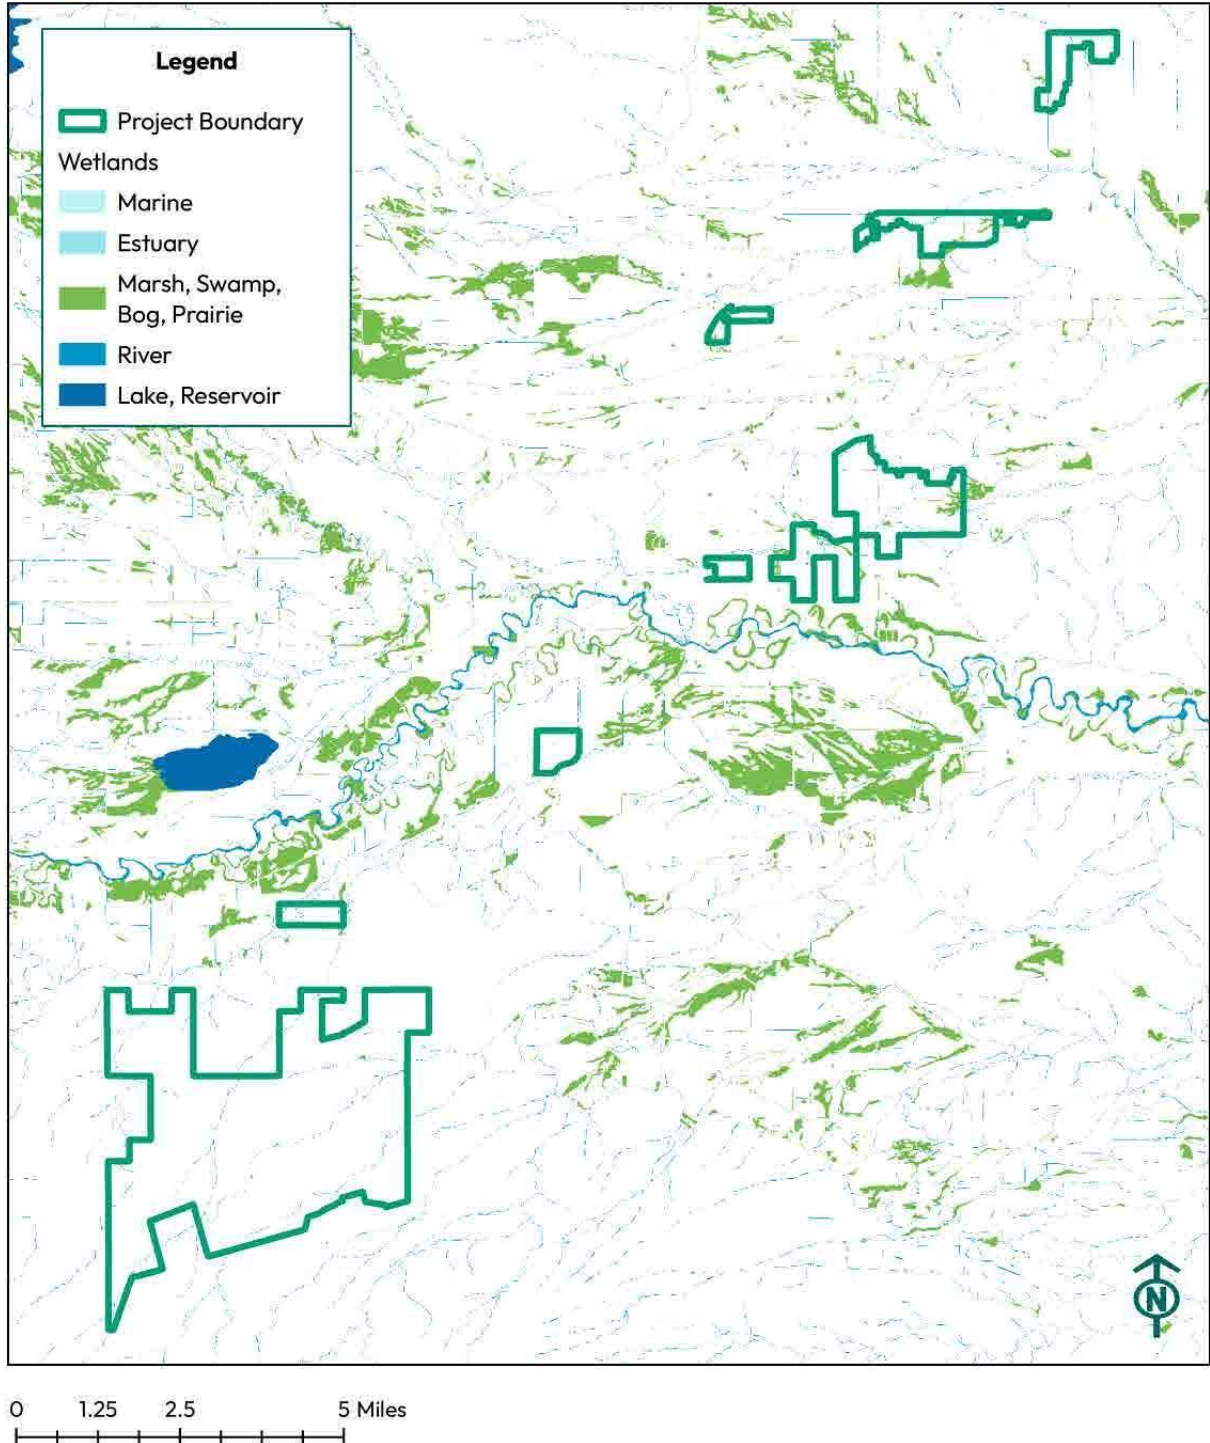 Legend
Project Boundary
Wetlands
Marine
Estuary
Marsh, Swamp,
Bog, Prairie
River
Lake, Reservoir
N
0 1.25 2.5 5 Miles